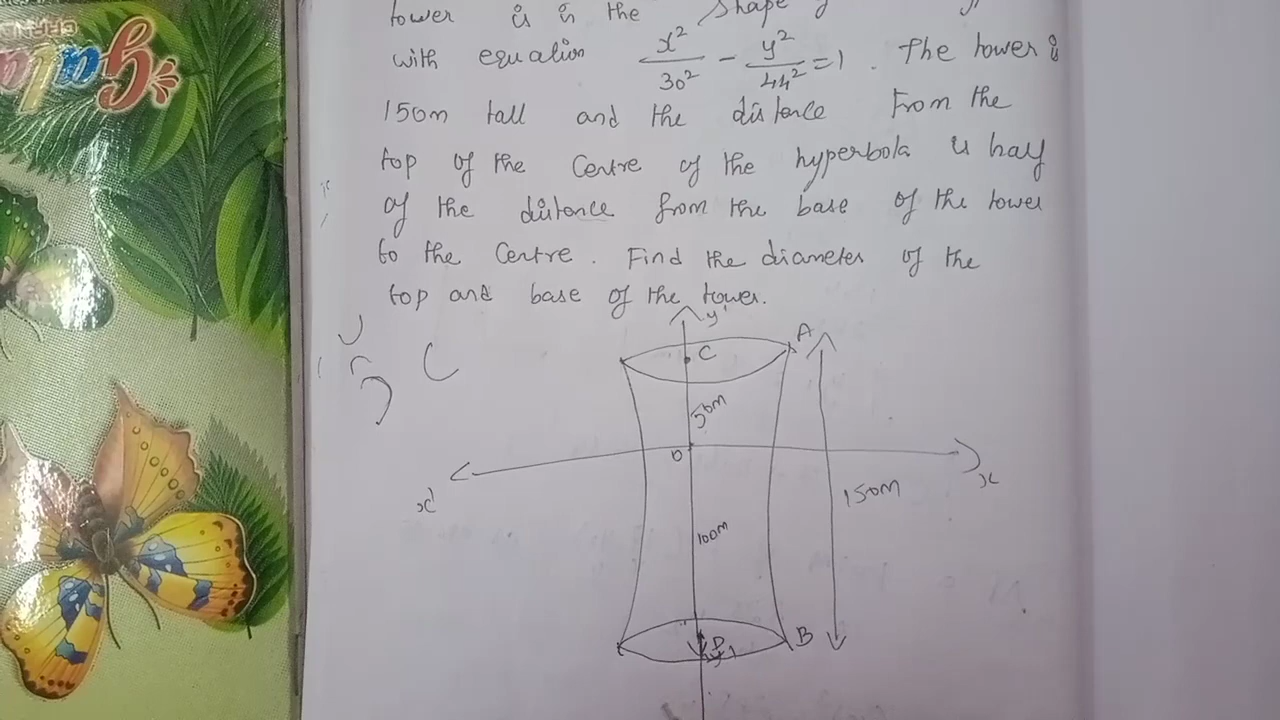 tower is in the shape
with equation x²/30² - y²/44² = 1. The tower is
150m tall and the distence From the
top of the Centre of the hyperbola is half
of the distence from the base of the tower
to the Centre. Find the diameter of the
top and base of the tower.
y
A
C
50m
O
x'
x
150m
100m
D
B
y'